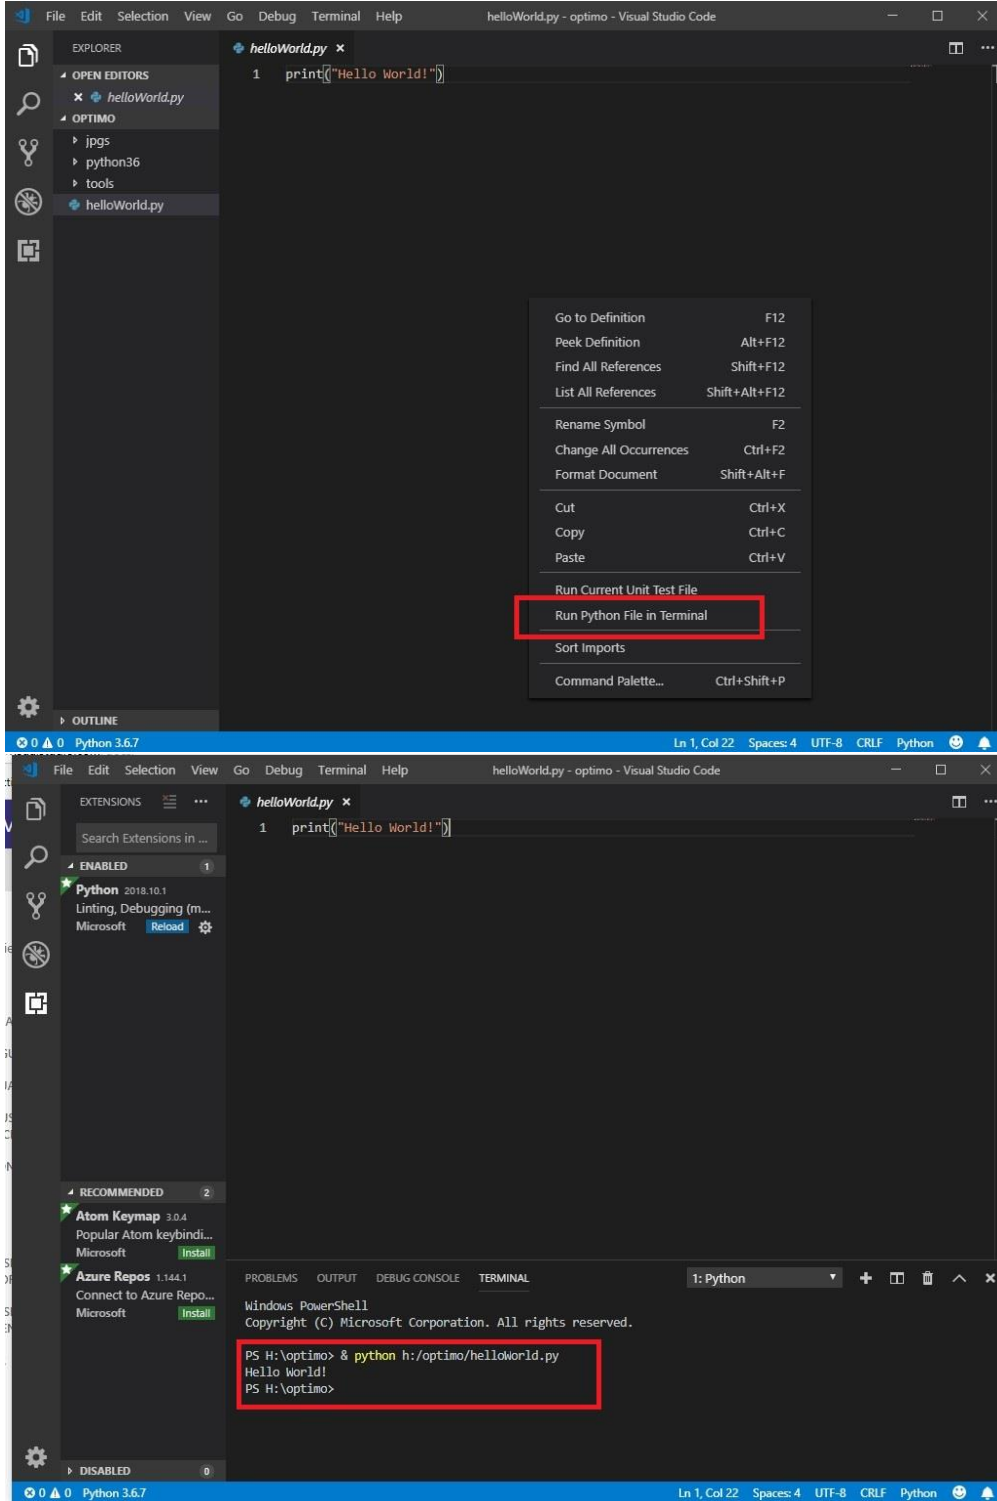 File Edit Selection View Go Debug Terminal Help helloWorld.py - optimo - Visual Studio Code
EXPLORER
helloWorld.py
OPEN EDITORS
helloWorld.py
OPTIMO
jpgs
python36
tools
helloWorld.py
OUTLINE
1 print("Hello World!")
Go to Definition F12
Peek Definition Alt+F12
Find All References Shift+F12
List All References Shift+Alt+F12
Rename Symbol F2
Change All Occurrences Ctrl+F2
Format Document Shift+Alt+F
Cut Ctrl+X
Copy Ctrl+C
Paste Ctrl+V
Run Current Unit Test File
Run Python File in Terminal
Sort Imports
Command Palette... Ctrl+Shift+P
0 0 Python 3.6.7 Ln 1, Col 22 Spaces: 4 UTF-8 CRLF Python
File Edit Selection View Go Debug Terminal Help helloWorld.py - optimo - Visual Studio Code
EXTENSIONS
helloWorld.py
Search Extensions in ...
ENABLED 1
Python 2018.10.1
Linting, Debugging (m...
Microsoft Reload
RECOMMENDED 2
Atom Keymap 3.0.4
Popular Atom keybindi...
Microsoft Install
Azure Repos 1.144.1
Connect to Azure Repo...
Microsoft Install
DISABLED 0
1 print("Hello World!")
PROBLEMS OUTPUT DEBUG CONSOLE TERMINAL 1: Python
Windows PowerShell
Copyright (C) Microsoft Corporation. All rights reserved.
PS H:\optimo> & python h:/optimo/helloWorld.py
Hello World!
PS H:\optimo>
0 0 Python 3.6.7 Ln 1, Col 22 Spaces: 4 UTF-8 CRLF Python